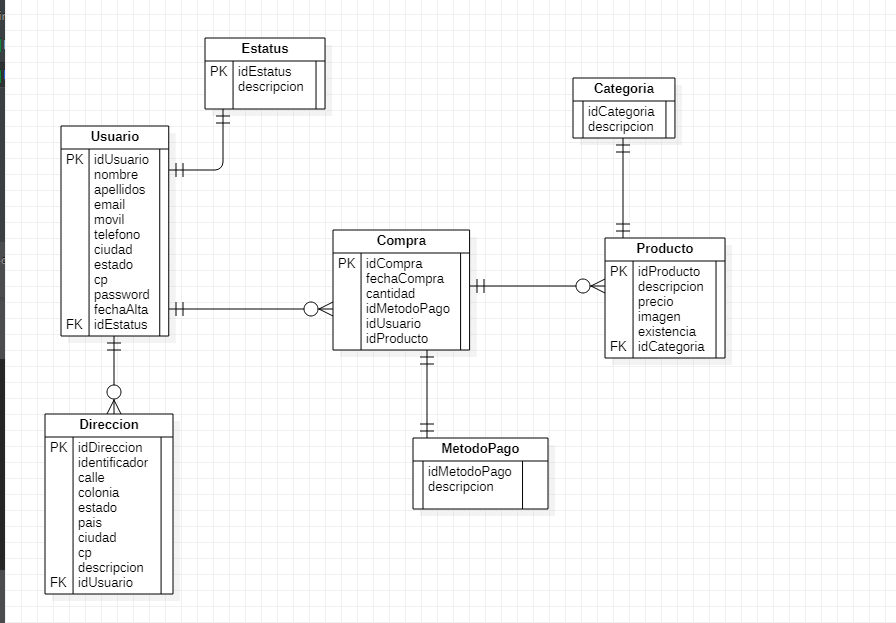 Estatus
PK idEstatus
descripcion
Categoria
idCategoria
descripcion
Usuario
PK idUsuario
nombre
apellidos
email
movil
telefono
ciudad
estado
cp
password
fechaAlta
FK idEstatus
Compra
PK idCompra
fechaCompra
cantidad
idMetodoPago
idUsuario
idProducto
Producto
PK idProducto
descripcion
precio
imagen
existencia
FK idCategoria
Direccion
PK idDireccion
identificador
calle
colonia
estado
pais
ciudad
cp
descripcion
FK idUsuario
MetodoPago
idMetodoPago
descripcion